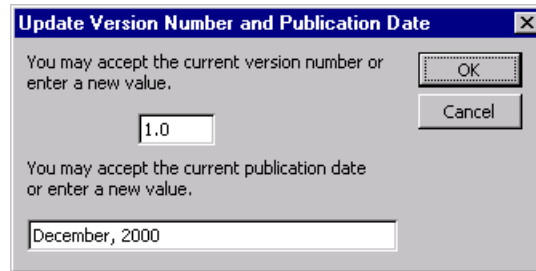 Update Version Number and Publication Date
You may accept the current version number or
enter a new value.
OK
Cancel
1.0
You may accept the current publication date
or enter a new value.
December, 2000